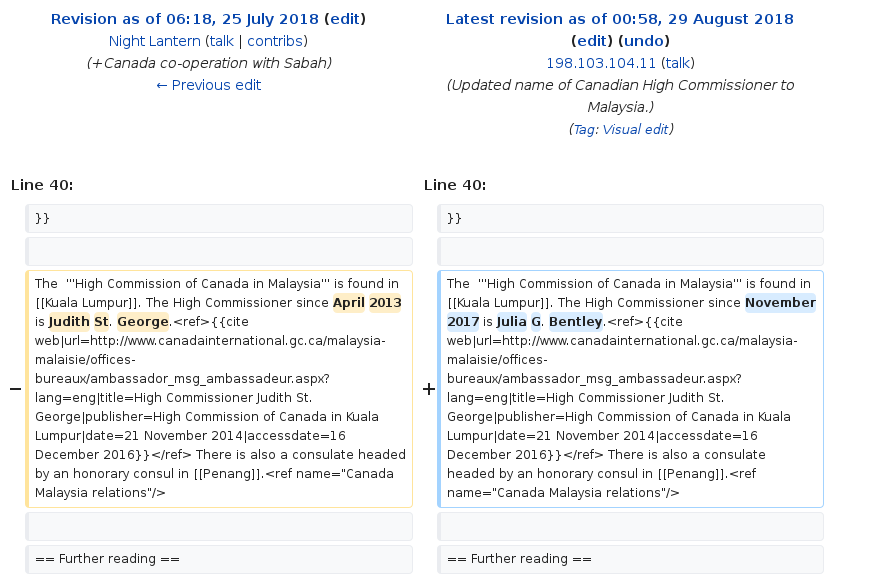 Revision as of 06:18, 25 July 2018 (edit)
Night Lantern (talk | contribs)
(+Canada co-operation with Sabah)
← Previous edit
Latest revision as of 00:58, 29 August 2018
(edit) (undo)
198.103.104.11 (talk)
(Updated name of Canadian High Commissioner to
Malaysia.)
(Tag: Visual edit)
Line 40:
Line 40:
}}
}}
−
The  '''High Commission of Canada in Malaysia''' is found in
[[Kuala Lumpur]]. The High Commissioner since April 2013
is Judith St. George.<ref>{{cite
web|url=http://www.canadainternational.gc.ca/malaysia-
malaisie/offices-
bureaux/ambassador_msg_ambassadeur.aspx?
lang=eng|title=High Commissioner Judith St.
George|publisher=High Commission of Canada in Kuala
Lumpur|date=21 November 2014|accessdate=16
December 2016}}</ref> There is also a consulate headed
by an honorary consul in [[Penang]].<ref name="Canada
Malaysia relations"/>
+
The  '''High Commission of Canada in Malaysia''' is found in
[[Kuala Lumpur]]. The High Commissioner since November
2017 is Julia G. Bentley.<ref>{{cite
web|url=http://www.canadainternational.gc.ca/malaysia-
malaisie/offices-
bureaux/ambassador_msg_ambassadeur.aspx?
lang=eng|title=High Commissioner Judith St.
George|publisher=High Commission of Canada in Kuala
Lumpur|date=21 November 2014|accessdate=16
December 2016}}</ref> There is also a consulate
headed by an honorary consul in [[Penang]].<ref
name="Canada Malaysia relations"/>
== Further reading ==
== Further reading ==